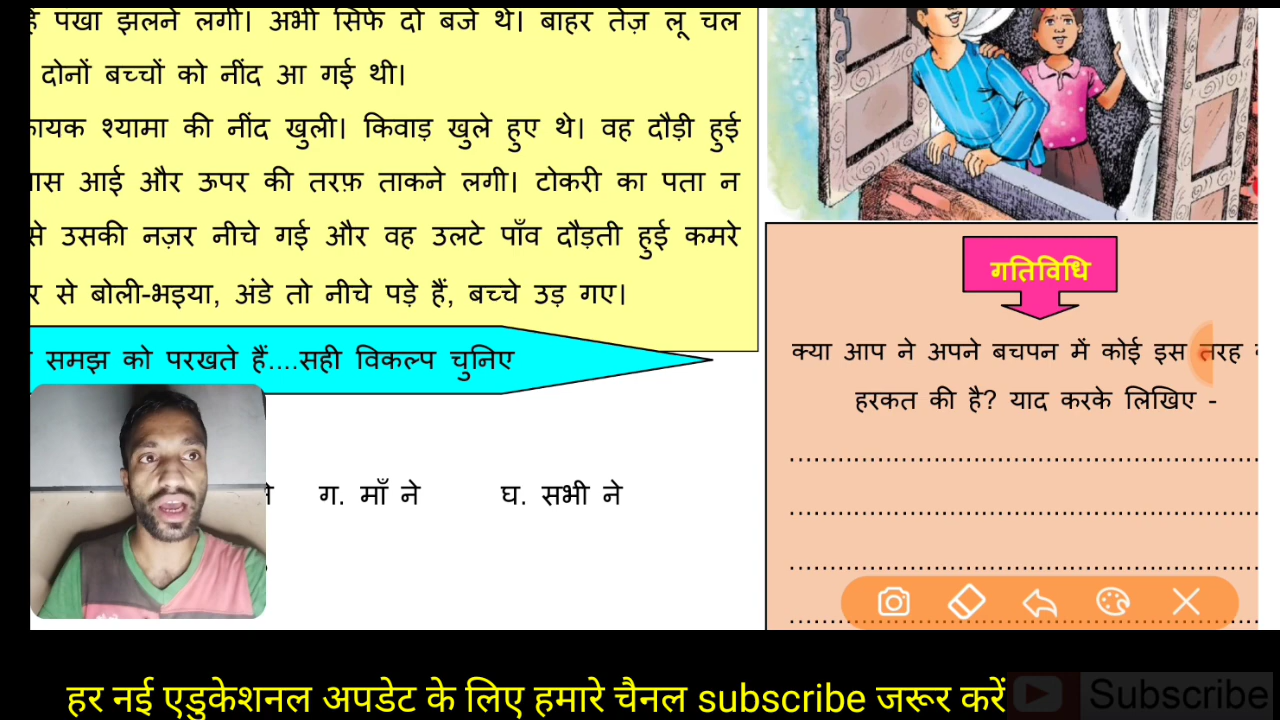 पंखा झलने लगी। अभी सिर्फ दो बजे थे। बाहर तेज़ लू चल
दोनों बच्चों को नींद आ गई थी।
श्यामा की नींद खुली। किवाड़ खुले हुए थे। वह दौड़ी हुई
आई और ऊपर की तरफ़ ताकने लगी। टोकरी का पता न
से उसकी नज़र नीचे गई और वह उलटे पाँव दौड़ती हुई कमरे
से बोली-भइया, अंडे तो नीचे पड़े हैं, बच्चे उड़ गए।
समझ को परखते हैं....सही विकल्प चुनिए
ग. माँ ने घ. सभी ने
गतिविधि
क्या आप ने अपने बचपन में कोई इस तरह
हरकत की है? याद करके लिखिए -
हर नई एडुकेशनल अपडेट के लिए हमारे चैनल subscribe जरूर करें
Subscribe